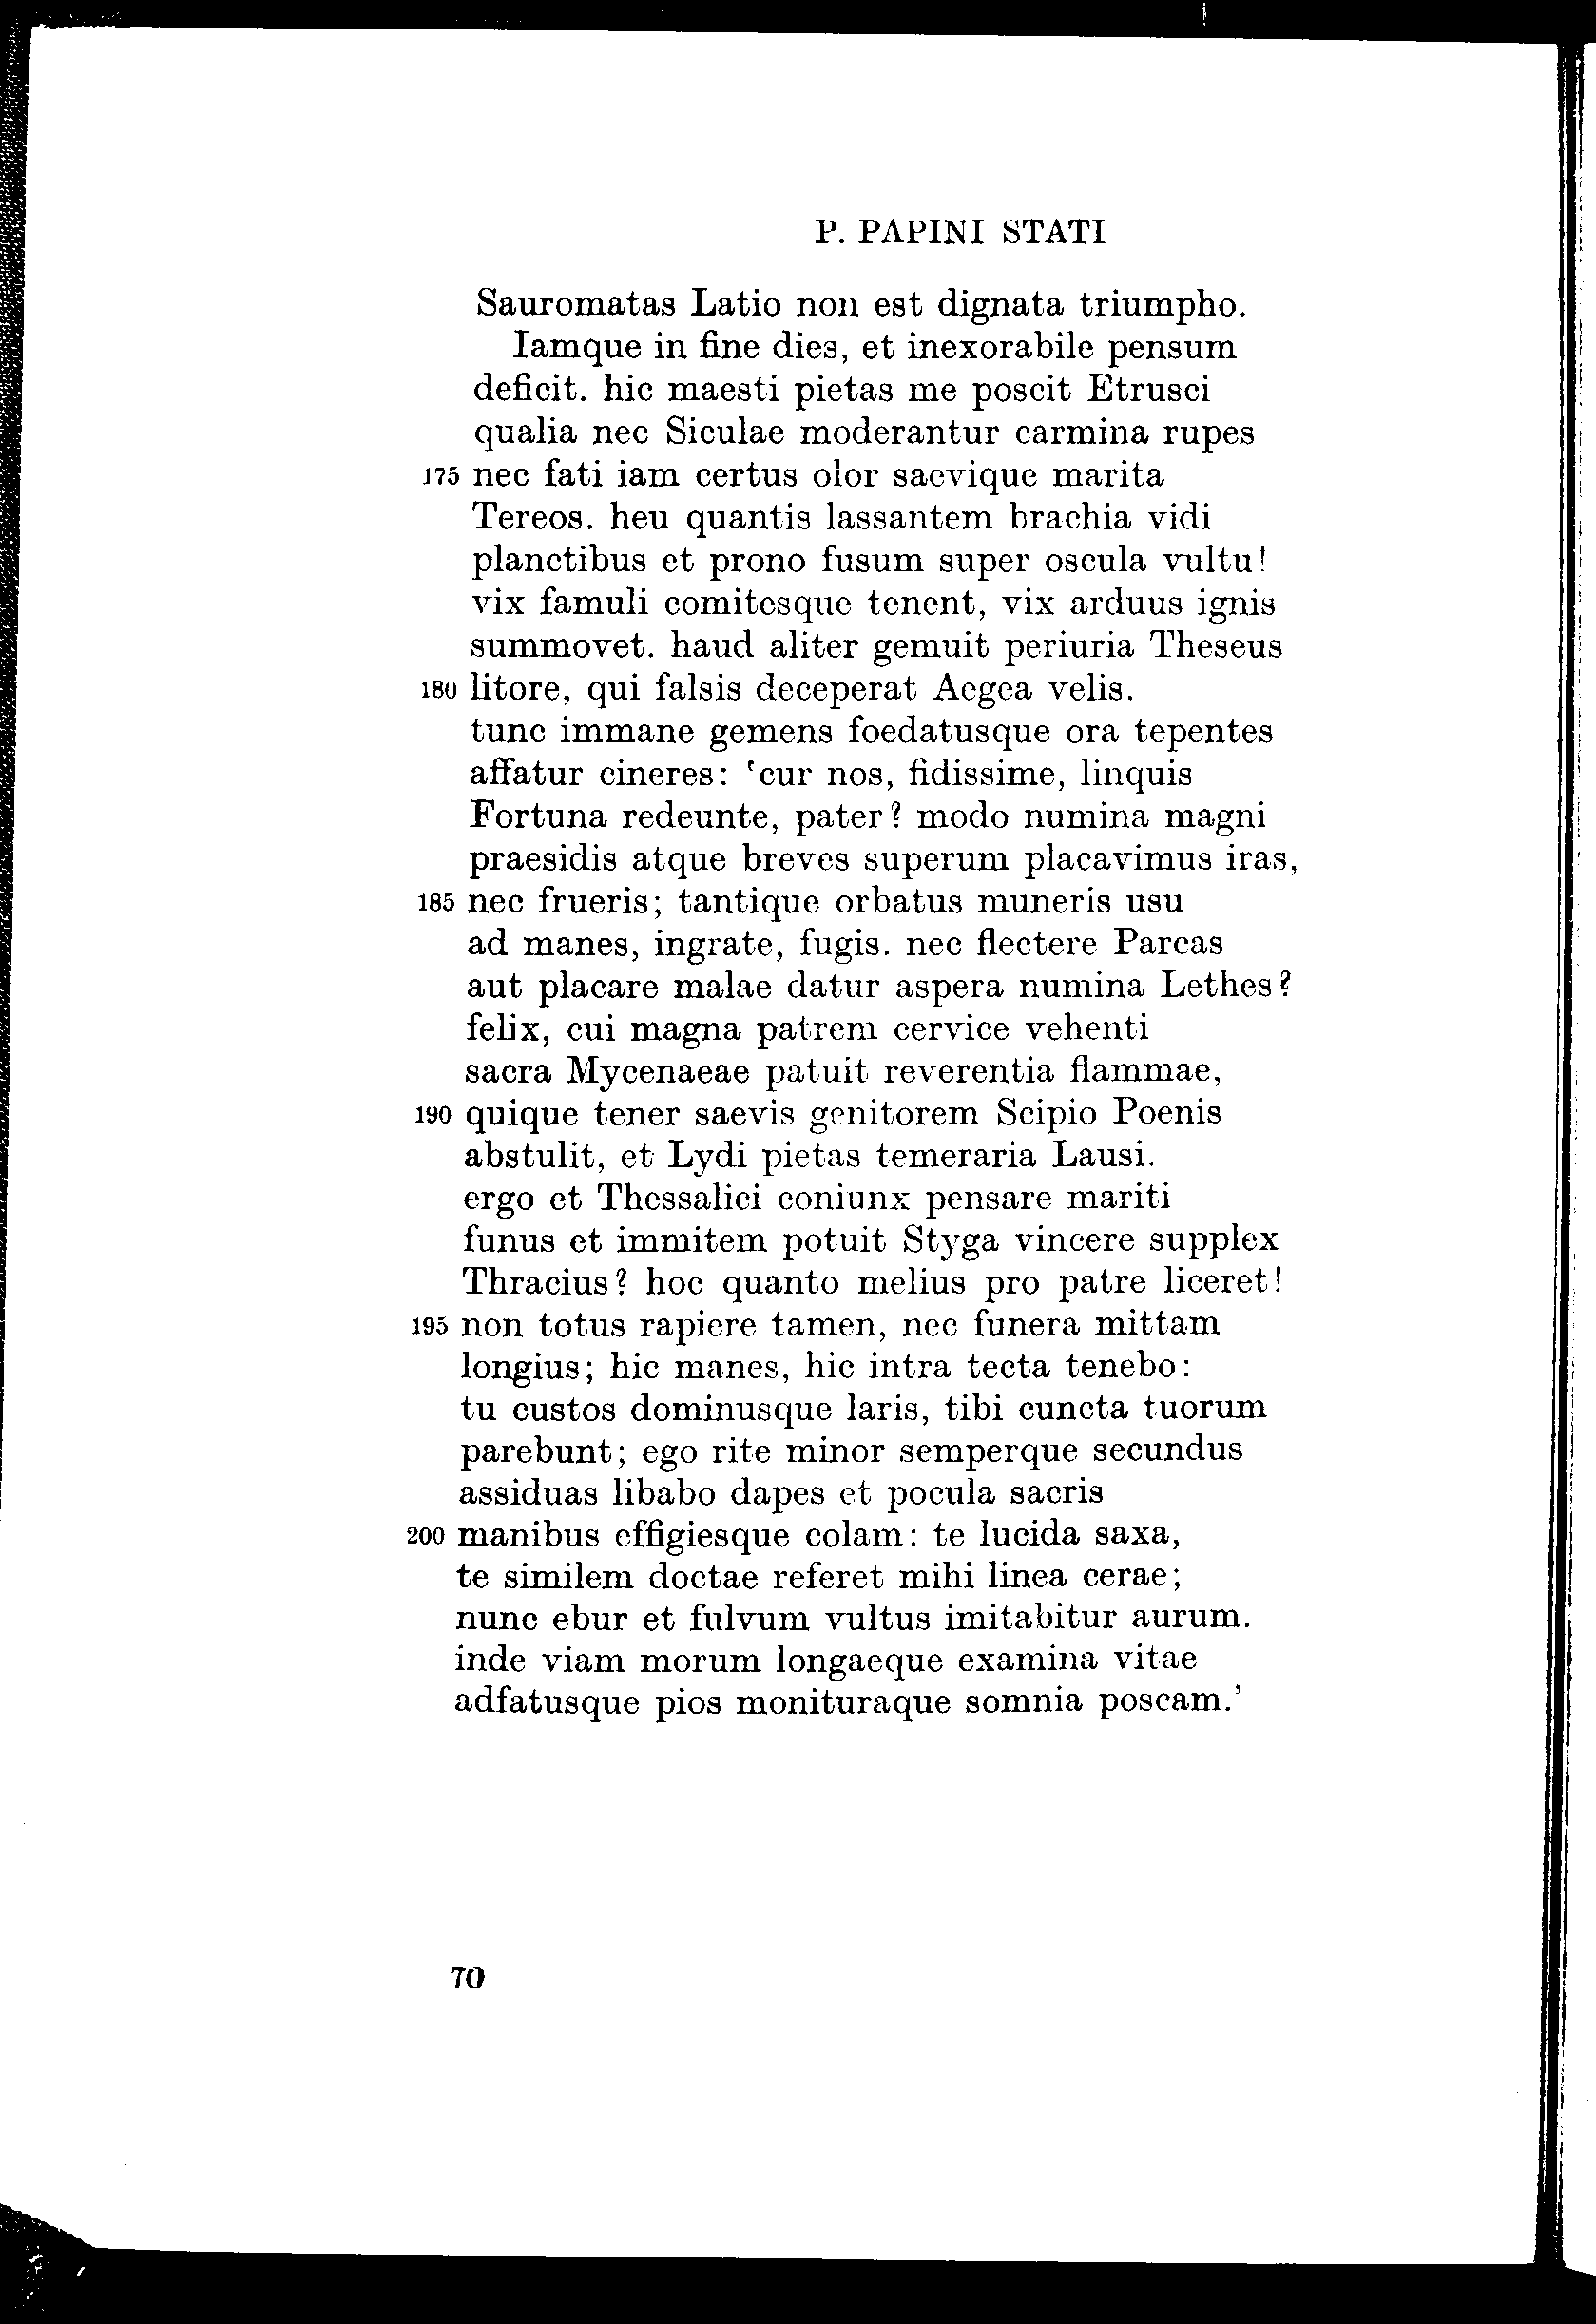 P. PAPINI STATI
Sauromatas Latio non est dignata triumpho.
Iamque in fine dies, et inexorabile pensum
deficit. hic maesti pietas me poscit Etrusci
qualia nec Siculae moderantur carmina rupes
175 nec fati iam certus olor saevique marita
Tereos. heu quantis lassantem brachia vidi
planctibus et prono fusum super oscula vultu!
vix famuli comitesque tenent, vix arduus ignis
summovet. haud aliter gemuit periuria Theseus
180 litore, qui falsis deceperat Aegea velis.
tunc immane gemens foedatusque ora tepentes
affatur cineres: 'cur nos, fidissime, linquis
Fortuna redeunte, pater? modo numina magni
praesidis atque breves superum placavimus iras,
185 nec frueris; tantique orbatus muneris usu
ad manes, ingrate, fugis. nec flectere Parcas
aut placare malae datur aspera numina Lethes?
felix, cui magna patrem cervice vehenti
sacra Mycenaeae patuit reverentia flammae,
190 quique tener saevis genitorem Scipio Poenis
abstulit, et Lydi pietas temeraria Lausi.
ergo et Thessalici coniunx pensare mariti
funus et immitem potuit Styga vincere supplex
Thracius? hoc quanto melius pro patre liceret!
195 non totus rapiere tamen, nec funera mittam
longius; hic manes, hic intra tecta tenebo:
tu custos dominusque laris, tibi cuncta tuorum
parebunt; ego rite minor semperque secundus
assiduas libabo dapes et pocula sacris
200 manibus effigiesque colam: te lucida saxa,
te similem doctae referet mihi linea cerae;
nunc ebur et fulvum vultus imitabitur aurum.
inde viam morum longaeque examina vitae
adfatusque pios monituraque somnia poscam.'
70